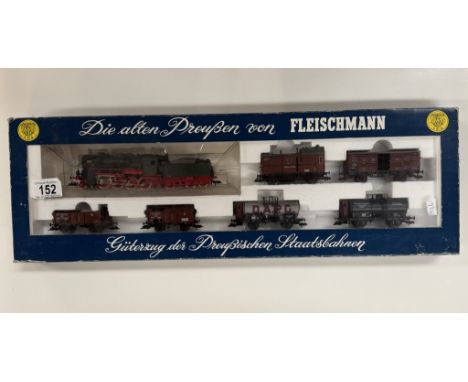 Die alten Preußen von FLEISCHMANN
152
Güterzug der Preußischen Staatsbahnen